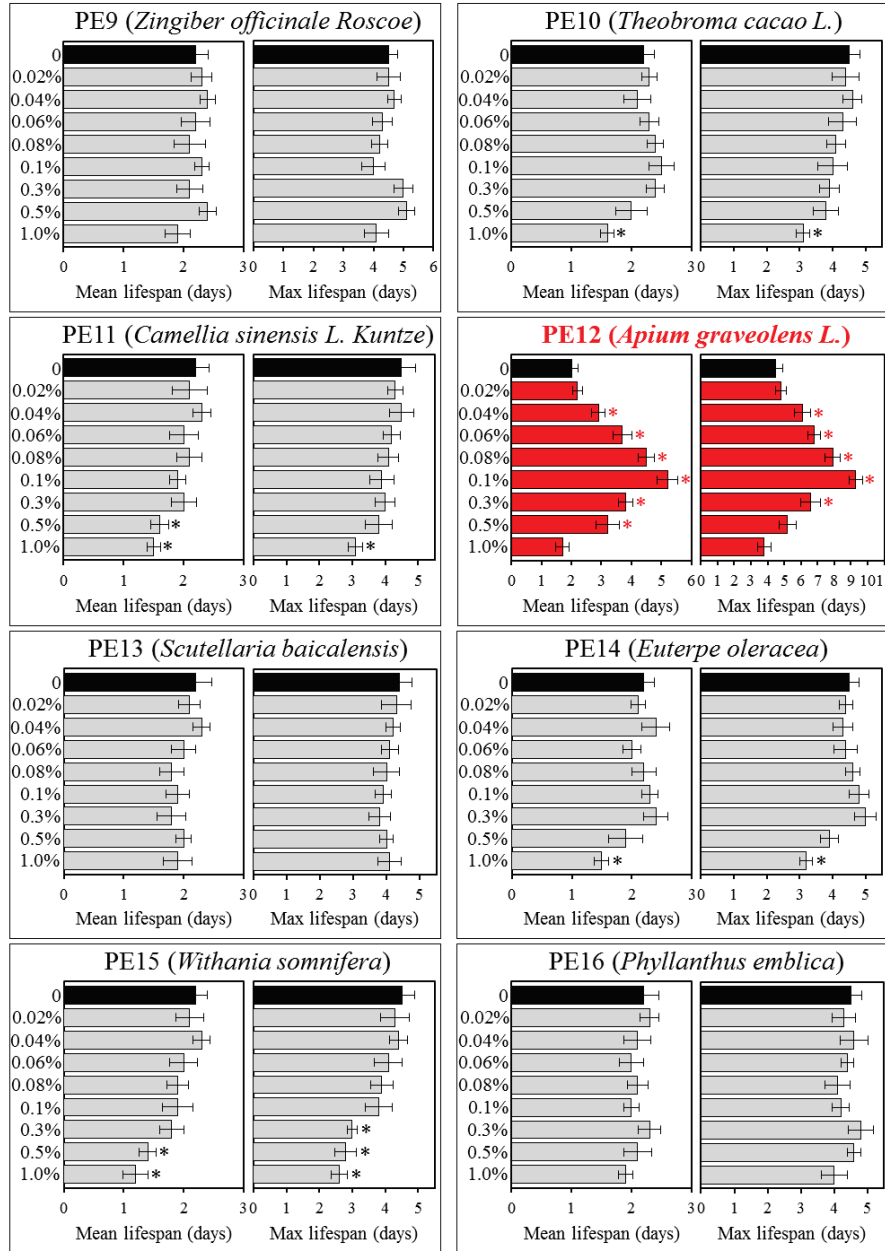 PE9 (Zingiber officinale Roscoe)
0
0.02%
0.04%
0.06%
0.08%
0.1%
0.3%
0.5%
1.0%
0 1 2 3
0 1 2 3 4 5 6
Mean lifespan (days) Max lifespan (days)
PE10 (Theobroma cacao L.)
0
0.02%
0.04%
0.06%
0.08%
0.1%
0.3%
0.5%
1.0%
* *
0 1 2 3
0 1 2 3 4 5
Mean lifespan (days) Max lifespan (days)
PE11 (Camellia sinensis L. Kuntze)
0
0.02%
0.04%
0.06%
0.08%
0.1%
0.3%
0.5% *
1.0% * *
0 1 2 3
0 1 2 3 4 5
Mean lifespan (days) Max lifespan (days)
PE12 (Apium graveolens L.)
0
0.02%
0.04% * *
0.06% * *
0.08% * *
0.1% * *
0.3% * *
0.5% *
1.0%
0 1 2 3 4 5 6
0 1 2 3 4 5 6 7 8 9 101
Mean lifespan (days) Max lifespan (days)
PE13 (Scutellaria baicalensis)
0
0.02%
0.04%
0.06%
0.08%
0.1%
0.3%
0.5%
1.0%
0 1 2 3
0 1 2 3 4 5
Mean lifespan (days) Max lifespan (days)
PE14 (Euterpe oleracea)
0
0.02%
0.04%
0.06%
0.08%
0.1%
0.3%
0.5%
1.0% * *
0 1 2 3
0 1 2 3 4 5
Mean lifespan (days) Max lifespan (days)
PE15 (Withania somnifera)
0
0.02%
0.04%
0.06%
0.08%
0.1%
0.3% *
0.5% * *
1.0% * *
0 1 2 3
0 1 2 3 4 5
Mean lifespan (days) Max lifespan (days)
PE16 (Phyllanthus emblica)
0
0.02%
0.04%
0.06%
0.08%
0.1%
0.3%
0.5%
1.0%
0 1 2 3
0 1 2 3 4 5
Mean lifespan (days) Max lifespan (days)